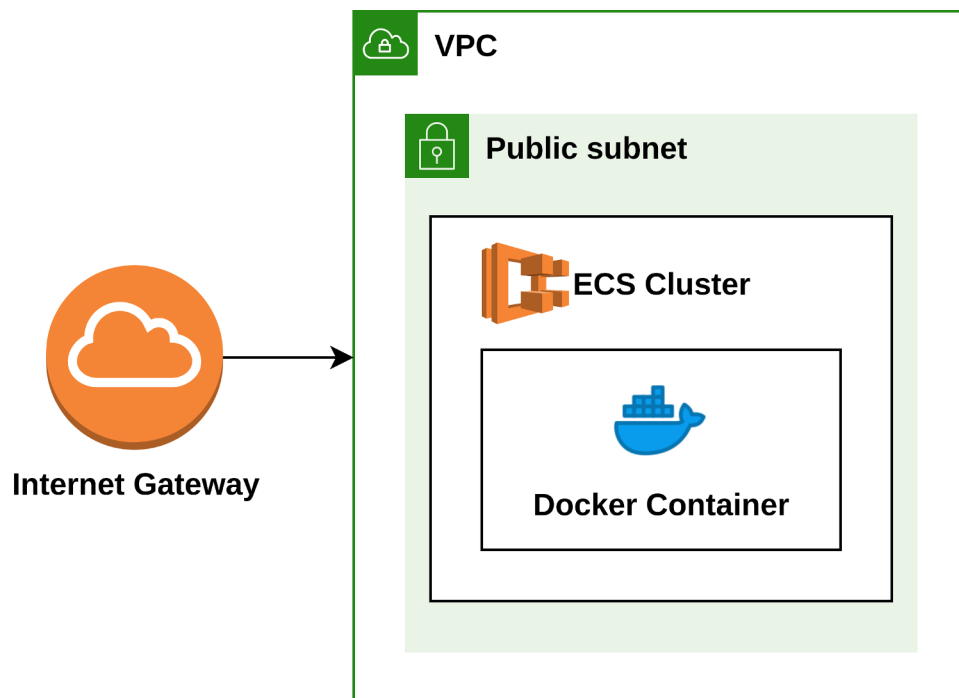 VPC
Public subnet
ECS Cluster
Internet Gateway
Docker Container